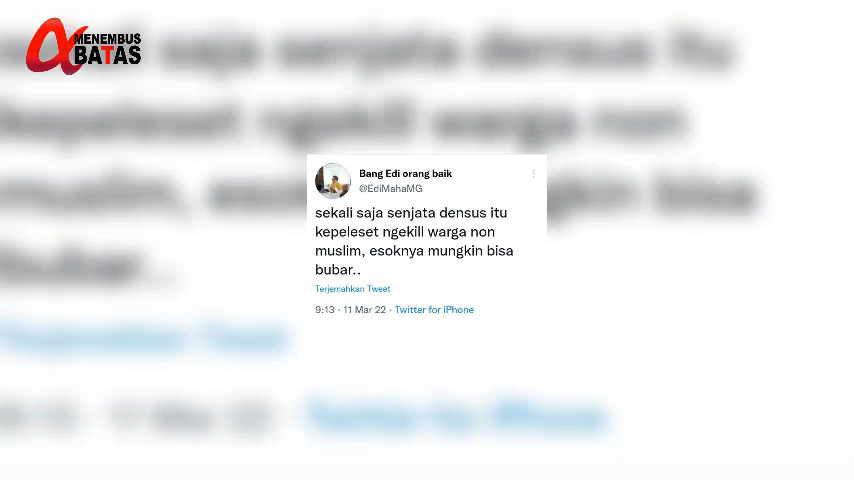 MENEMBUS
BATAS
Bang Edi orang baik
@EdiMahaMG
sekali saja senjata densus itu
kepeleset ngekill warga non
muslim, esoknya mungkin bisa
bubar..
Terjemahkan Tweet
9:13 · 11 Mar 22 · Twitter for iPhone